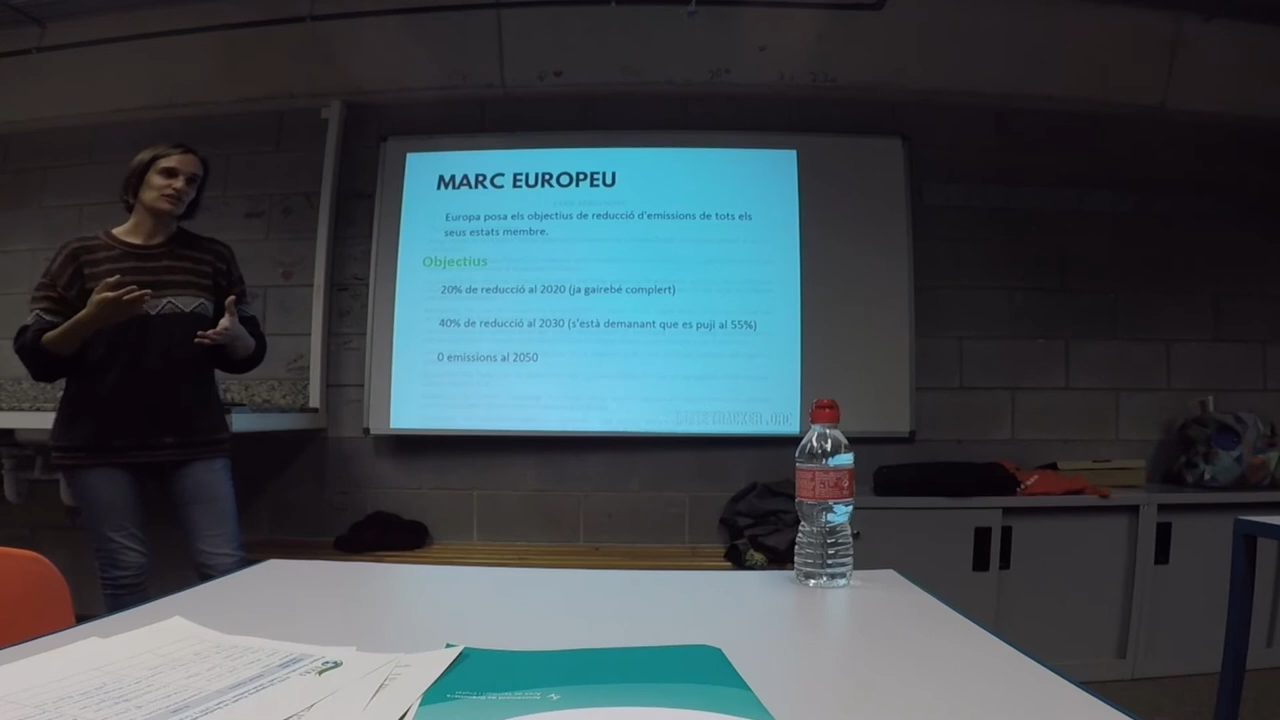 MARC EUROPEU
Europa posa els objectius de reducció d'emissions de tots els
seus estats membre.
Objectius
20% de reducció al 2020 (ja gairebé complert)
40% de reducció al 2030 (s'està demanant que es puji al 55%)
0 emissions al 2050